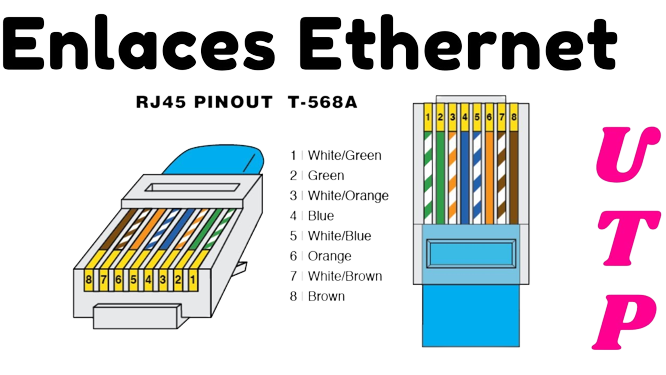 Enlaces Ethernet
RJ45 PINOUT T-568A
1 | White/Green
2 | Green
3 | White/Orange
4 | Blue
5 | White/Blue
6 | Orange
7 | White/Brown
8 | Brown
8 7 6 5 4 3 2 1
1 2 3 4 5 6 7 8
U
T
P